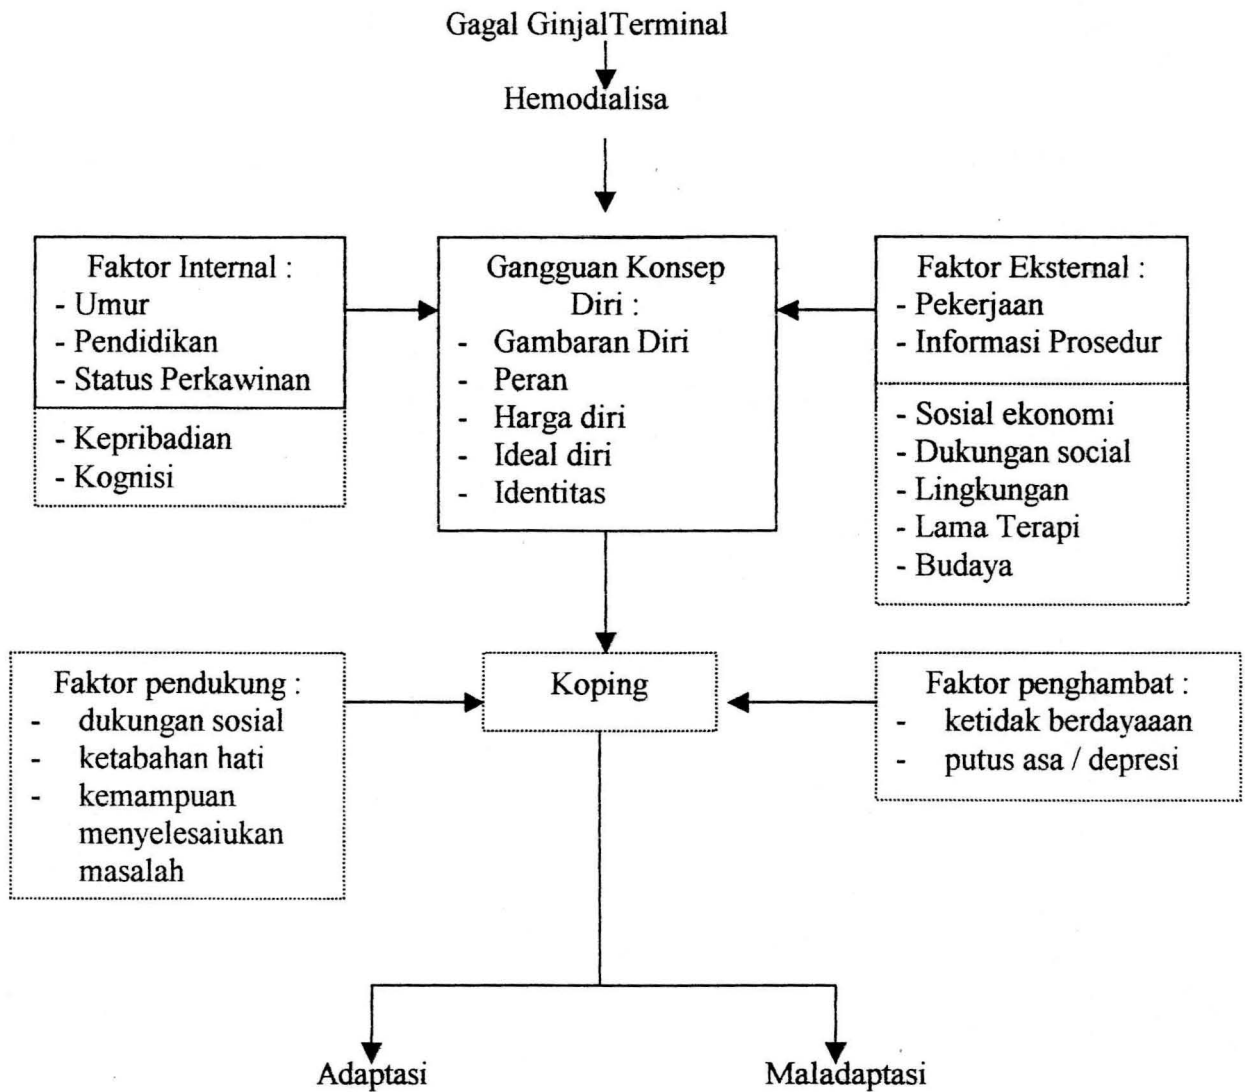 Gagal GinjalTerminal
Hemodialisa
Faktor Internal :
- Umur
- Pendidikan
- Status Perkawinan
- Kepribadian
- Kognisi
Gangguan Konsep
Diri :
- Gambaran Diri
- Peran
- Harga diri
- Ideal diri
- Identitas
Faktor Eksternal :
- Pekerjaan
- Informasi Prosedur
- Sosial ekonomi
- Dukungan social
- Lingkungan
- Lama Terapi
- Budaya
Faktor pendukung :
- dukungan sosial
- ketabahan hati
- kemampuan
menyelesaiukan
masalah
Koping
Faktor penghambat :
- ketidak berdayaaan
- putus asa / depresi
Adaptasi
Maladaptasi